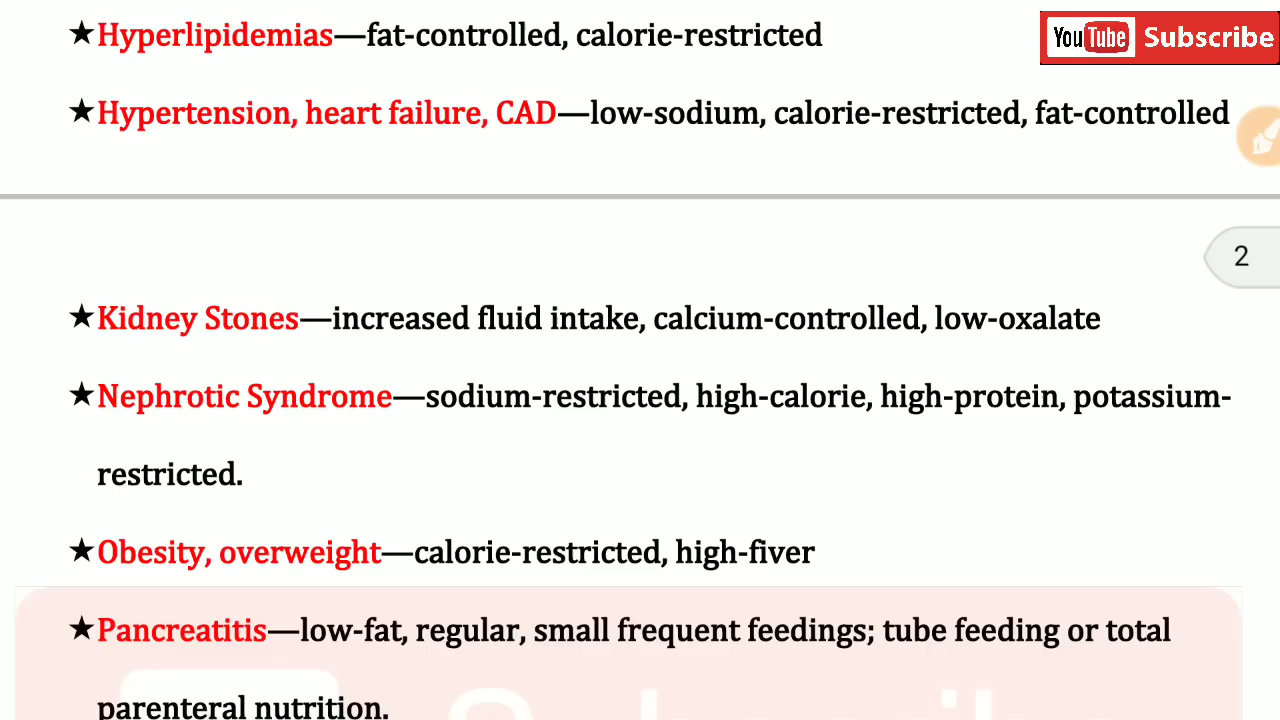 ★Hyperlipidemias—fat-controlled, calorie-restricted
YouTube Subscribe
★Hypertension, heart failure, CAD—low-sodium, calorie-restricted, fat-controlled
2
★Kidney Stones—increased fluid intake, calcium-controlled, low-oxalate
★Nephrotic Syndrome—sodium-restricted, high-calorie, high-protein, potassium-
restricted.
★Obesity, overweight—calorie-restricted, high-fiver
★Pancreatitis—low-fat, regular, small frequent feedings; tube feeding or total
parenteral nutrition.
Subscribe